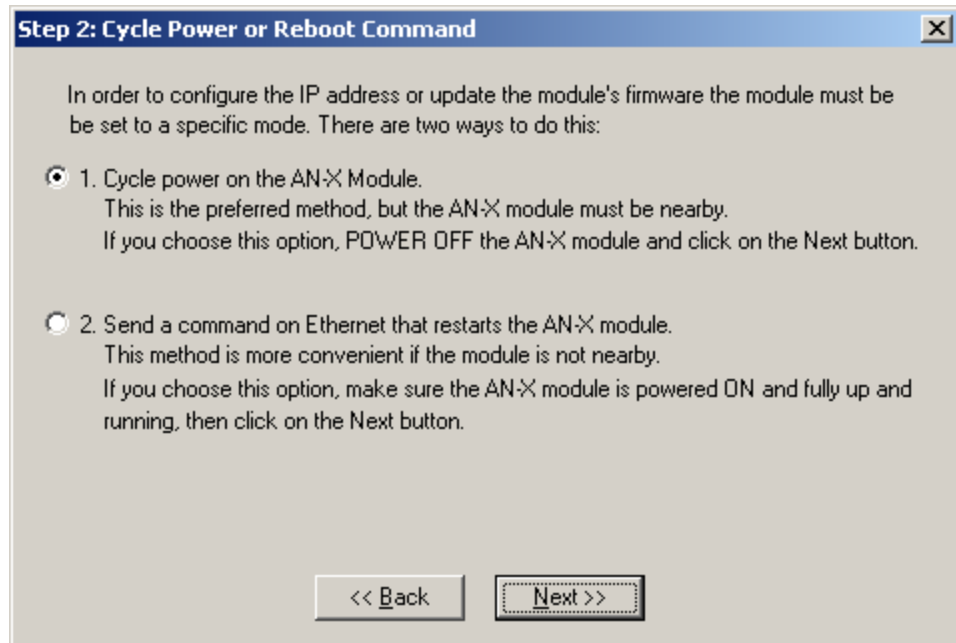 Step 2: Cycle Power or Reboot Command
In order to configure the IP address or update the module's firmware the module must be
be set to a specific mode. There are two ways to do this:
1. Cycle power on the AN-X Module.
This is the preferred method, but the AN-X module must be nearby.
If you choose this option, POWER OFF the AN-X module and click on the Next button.
2. Send a command on Ethernet that restarts the AN-X module.
This method is more convenient if the module is not nearby.
If you choose this option, make sure the AN-X module is powered ON and fully up and
running, then click on the Next button.
<< Back
Next >>